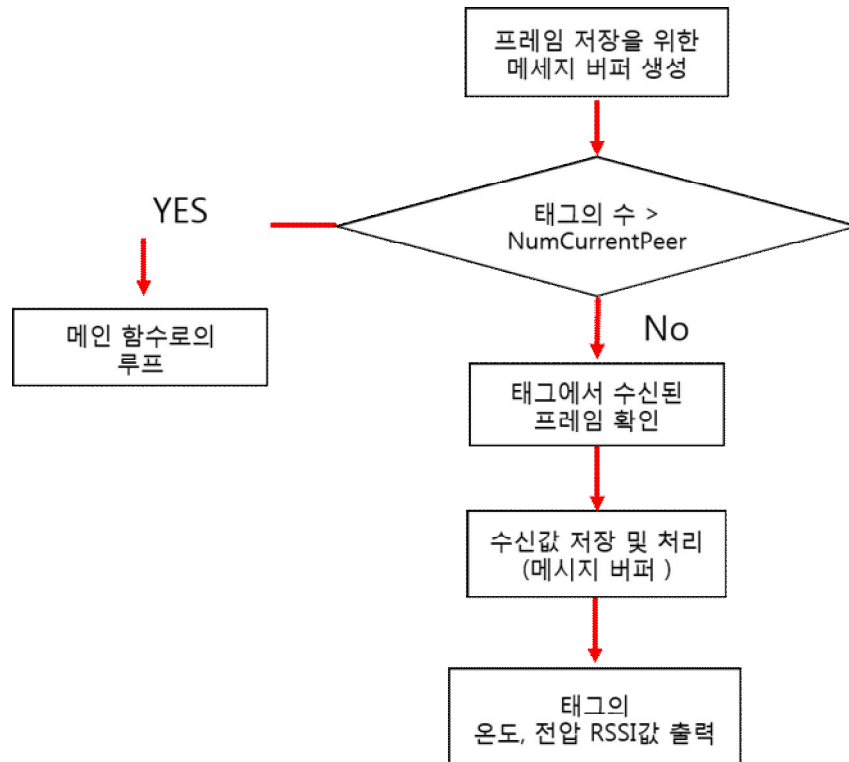 프레임 저장을 위한
메세지 버퍼 생성
태그의 수 >
NumCurrentPeer
YES
메인 함수로의
루프
No
태그에서 수신된
프레임 확인
수신값 저장 및 처리
(메시지 버퍼 )
태그의
온도, 전압 RSSI값 출력